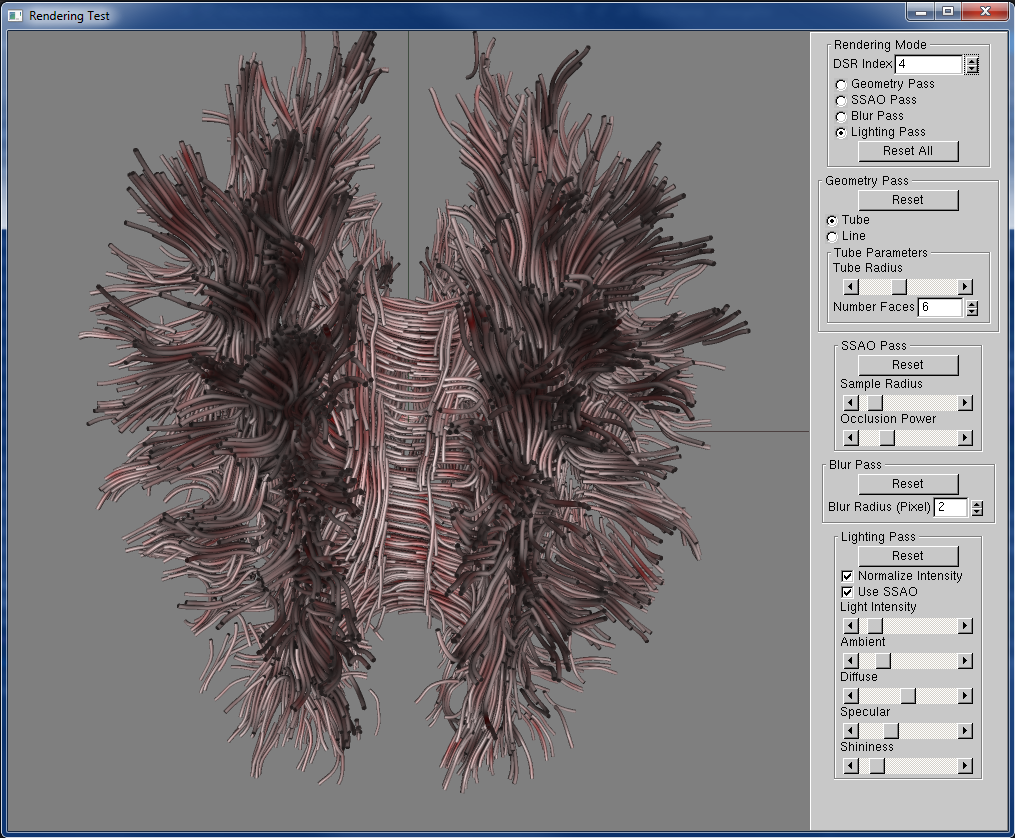 Rendering Test
Rendering Mode
DSR Index 4
Geometry Pass
SSAO Pass
Blur Pass
Lighting Pass
Reset All
Geometry Pass
Reset
Tube
Line
Tube Parameters
Tube Radius
Number Faces 6
SSAO Pass
Reset
Sample Radius
Occlusion Power
Blur Pass
Reset
Blur Radius (Pixel) 2
Lighting Pass
Reset
Normalize Intensity
Use SSAO
Light Intensity
Ambient
Diffuse
Specular
Shininess